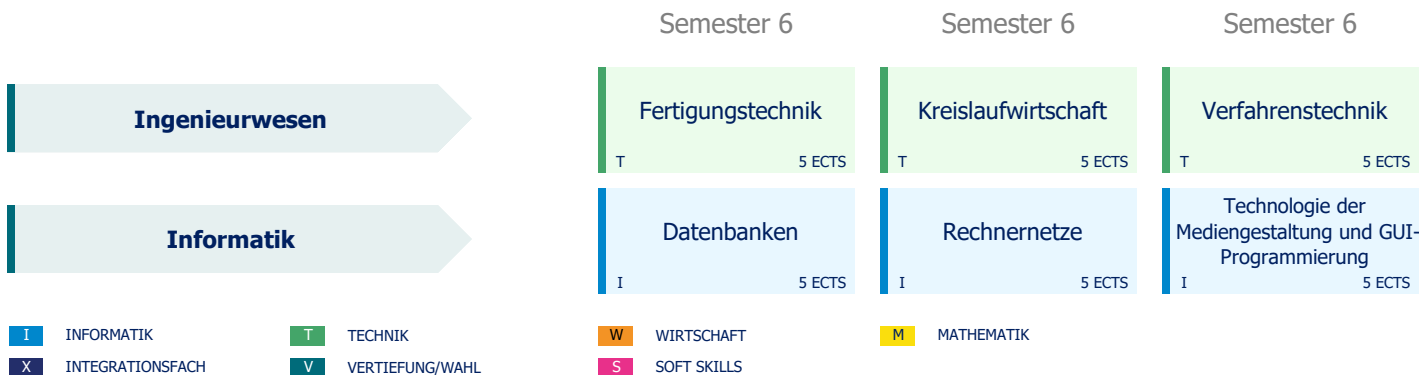 Semester 6
Semester 6
Semester 6
Ingenieurwesen
Fertigungstechnik
T 5 ECTS
Kreislaufwirtschaft
T 5 ECTS
Verfahrenstechnik
T 5 ECTS
Informatik
Datenbanken
I 5 ECTS
Rechnernetze
I 5 ECTS
Technologie der
Mediengestaltung und GUI-
Programmierung
I 5 ECTS
I INFORMATIK
T TECHNIK
W WIRTSCHAFT
M MATHEMATIK
X INTEGRATIONSFACH
V VERTIEFUNG/WAHL
S SOFT SKILLS